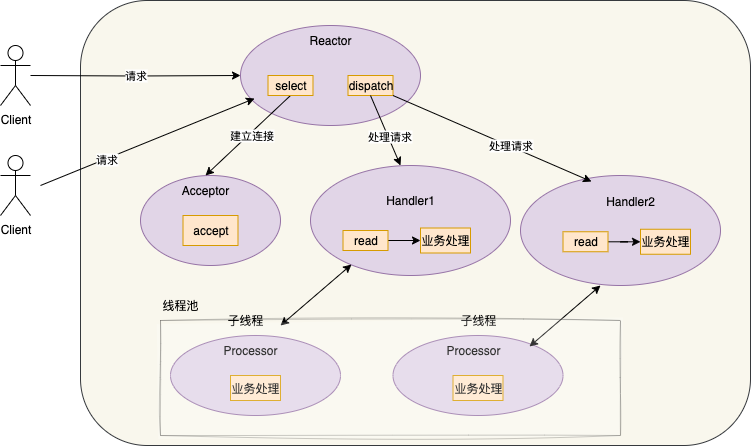 Reactor
select
dispatch
请求
Client
建立连接
处理请求
处理请求
请求
Client
Acceptor
accept
Handler1
read
业务处理
Handler2
read
业务处理
线程池
子线程
子线程
Processor
业务处理
Processor
业务处理